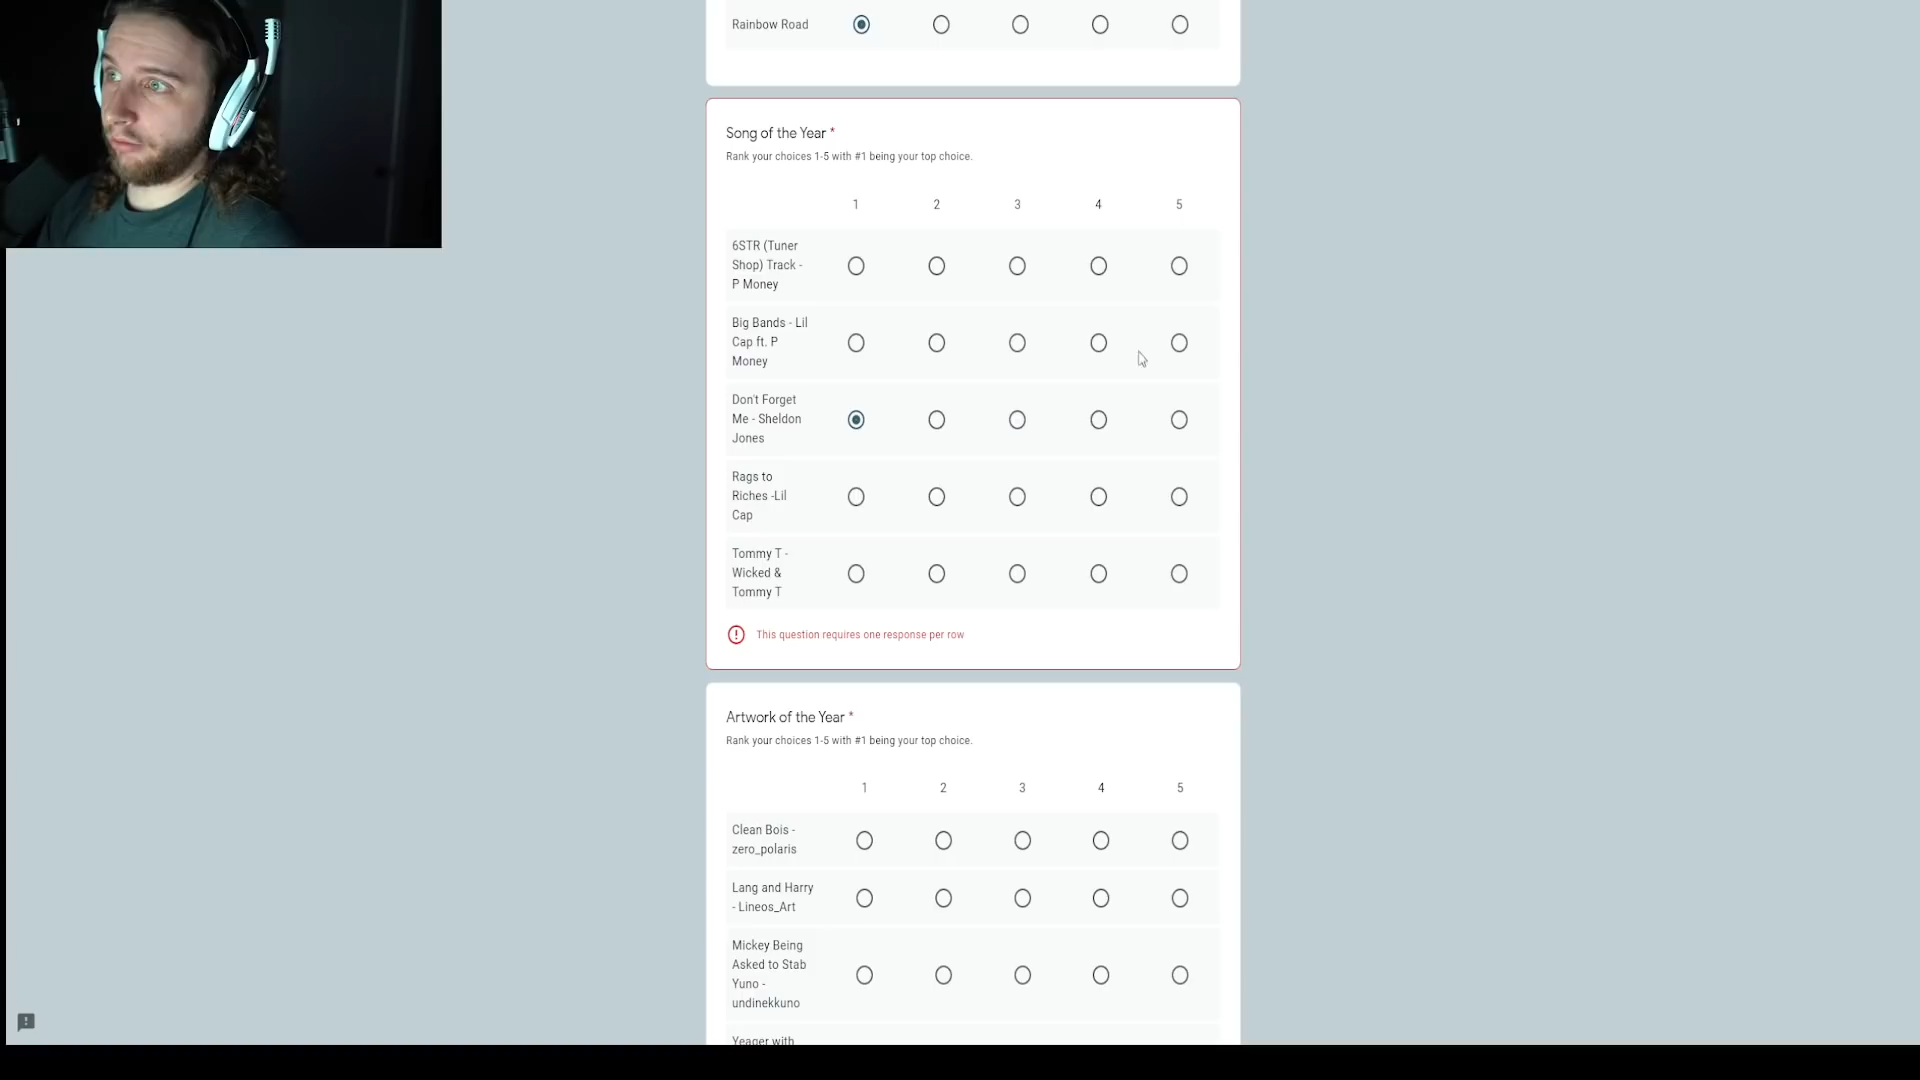 Rainbow Road
Song of the Year *
Rank your choices 1-5 with #1 being your top choice.
1 2 3 4 5
6STR (Tuner
Shop) Track -
P Money
Big Bands - Lil
Cap ft. P
Money
Don't Forget
Me - Sheldon
Jones
Rags to
Riches -Lil
Cap
Tommy T -
Wicked &
Tommy T
This question requires one response per row
Artwork of the Year *
Rank your choices 1-5 with #1 being your top choice.
1 2 3 4 5
Clean Bois -
zero_polaris
Lang and Harry
- Lineos_Art
Mickey Being
Asked to Stab
Yuno -
undinekkuno
Yeager with